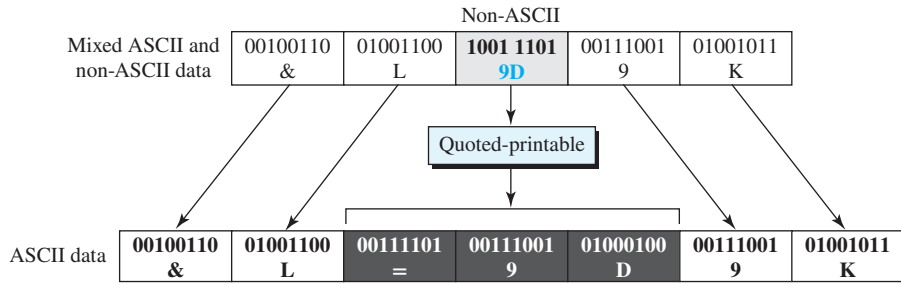 Non-ASCII
Mixed ASCII and non-ASCII data
00100110 01001100 1001 1101 00111001 01001011
& L 9D 9 K
Quoted-printable
ASCII data
00100110 01001100 00111101 00111001 01000100 00111001 01001011
& L = 9 D 9 K